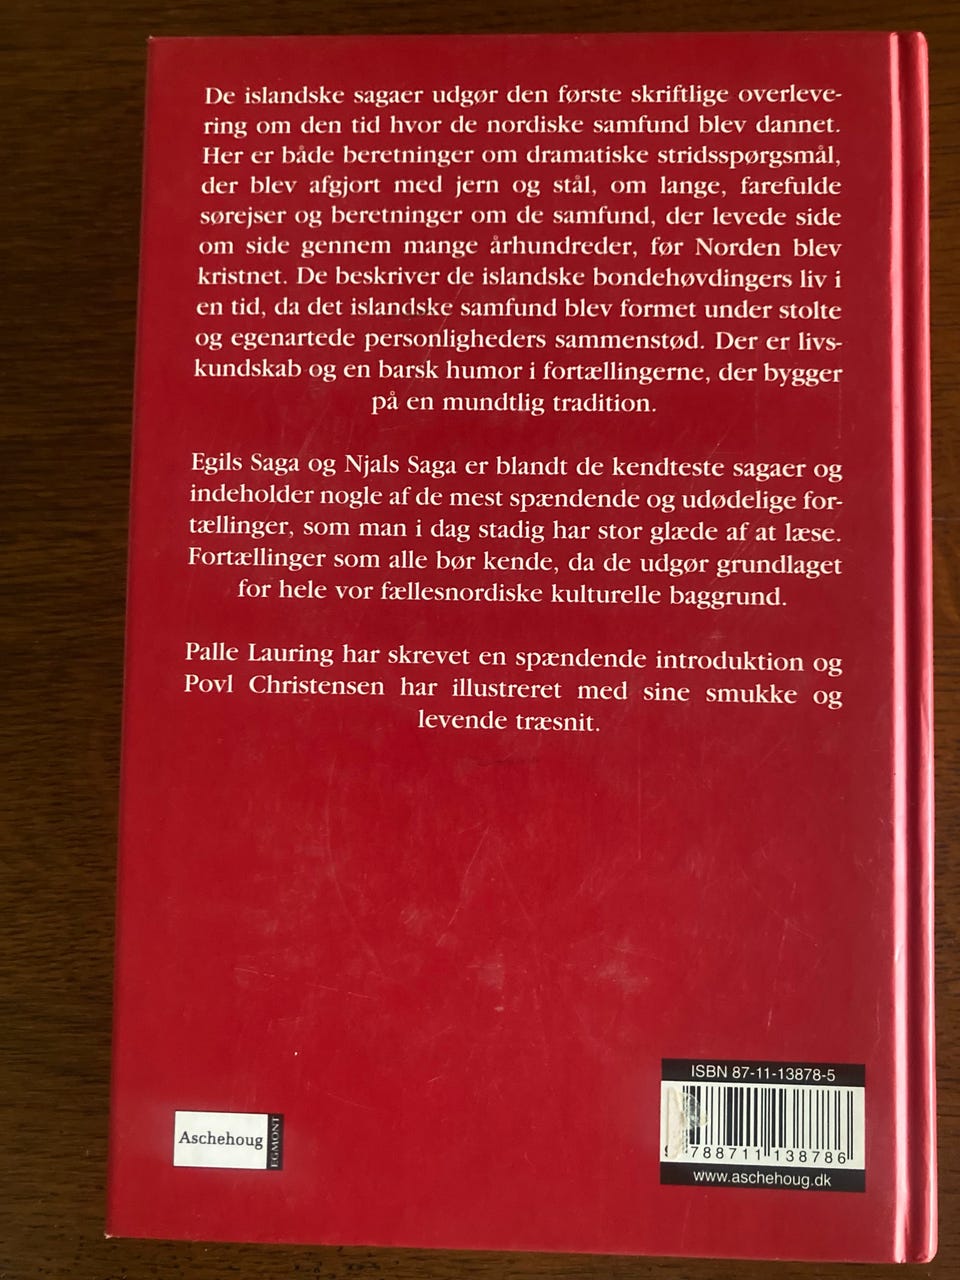 De islandske sagaer udgør den første skriftlige overleve-
ring om den tid hvor de nordiske samfund blev dannet.
Her er både beretninger om dramatiske stridsspørgsmål,
der blev afgjort med jern og stål, om lange, farefulde
sørejser og beretninger om de samfund, der levede side
om side gennem mange århundreder, før Norden blev
kristnet. De beskriver de islandske bondehøvdingers liv i
en tid, da det islandske samfund blev formet under stolte
og egenartede personligheders sammenstød. Der er livs-
kundskab og en barsk humor i fortællingerne, der bygger
på en mundtlig tradition.
Egils Saga og Njals Saga er blandt de kendteste sagaer og
indeholder nogle af de mest spændende og udødelige for-
tællinger, som man i dag stadig har stor glæde af at læse.
Fortællinger som alle bør kende, da de udgør grundlaget
for hele vor fællesnordiske kulturelle baggrund.
Palle Lauring har skrevet en spændende introduktion og
Povl Christensen har illustreret med sine smukke og
levende træsnit.
Aschehoug
EGMONT
ISBN 87-11-13878-5
9 788711 138786
www.aschehoug.dk